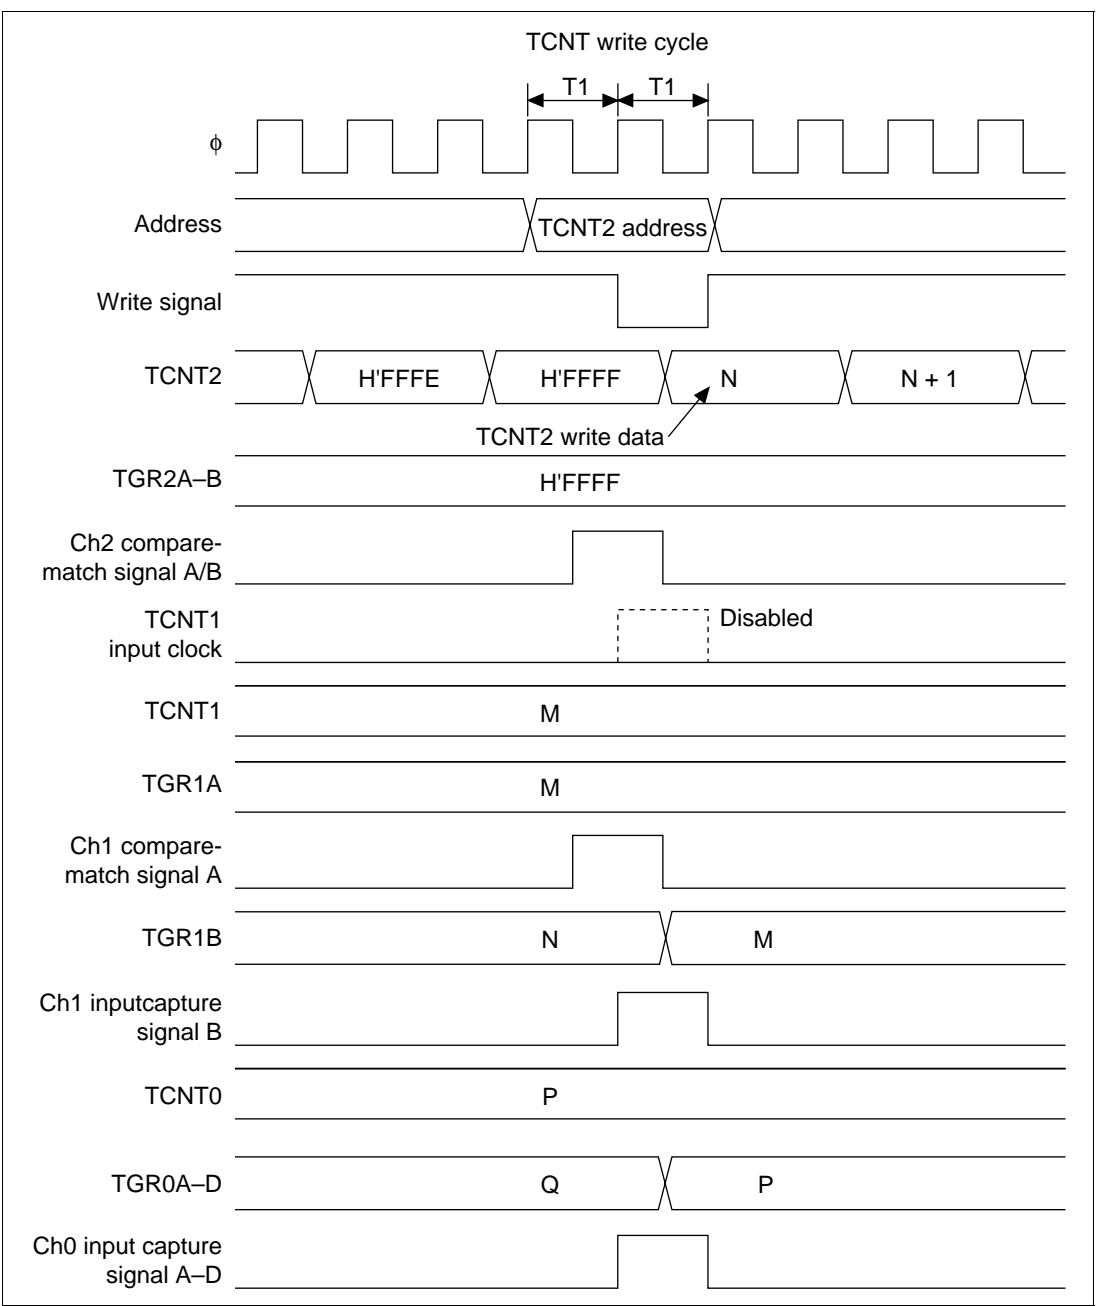 TCNT write cycle
T1 T1
ϕ
Address TCNT2 address
Write signal
TCNT2 H'FFFE H'FFFF N N + 1
TCNT2 write data
TGR2A–B H'FFFF
Ch2 compare-
match signal A/B
TCNT1 Disabled
input clock
TCNT1 M
TGR1A M
Ch1 compare-
match signal A
TGR1B N M
Ch1 inputcapture
signal B
TCNT0 P
TGR0A–D Q P
Ch0 input capture
signal A–D